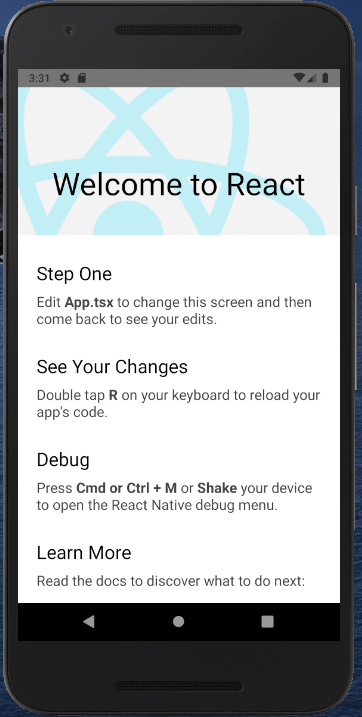 3:31
Welcome to React
Step One
Edit App.tsx to change this screen and then
come back to see your edits.
See Your Changes
Double tap R on your keyboard to reload your
app's code.
Debug
Press Cmd or Ctrl + M or Shake your device
to open the React Native debug menu.
Learn More
Read the docs to discover what to do next: